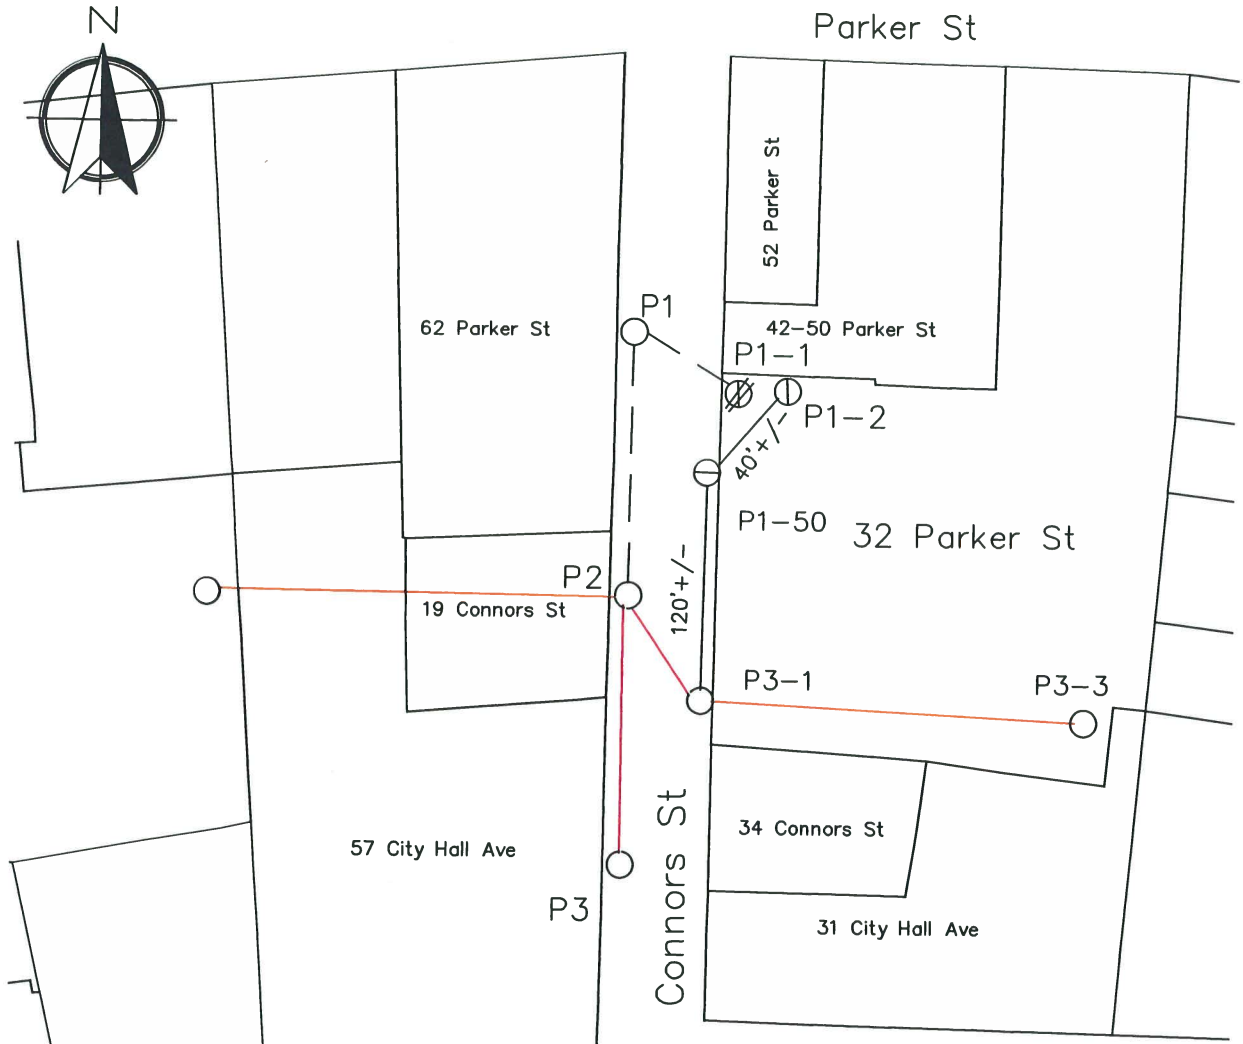 N
Parker St
52 Parker St
P1
62 Parker St
42-50 Parker St
P1-1
P1-2
40'+/-
P1-50
32 Parker St
120'+/-
P2
19 Connors St
P3-1
P3-3
Connors St
34 Connors St
57 City Hall Ave
P3
31 City Hall Ave